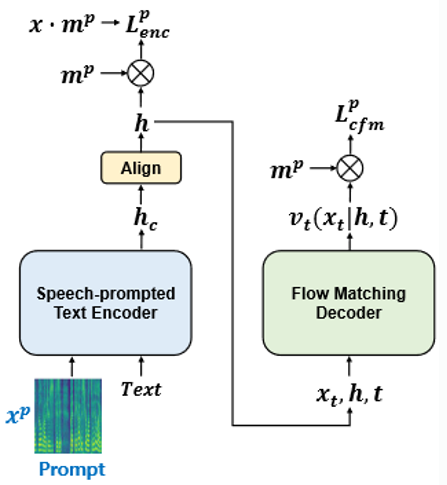 x · m^p → L^p_enc
m^p ⊗
h
Align
h_c
Speech-prompted
Text Encoder
x^p
Text
Prompt
L^p_cfm
m^p ⊗
v_t(x_t|h, t)
Flow Matching
Decoder
x_t, h, t